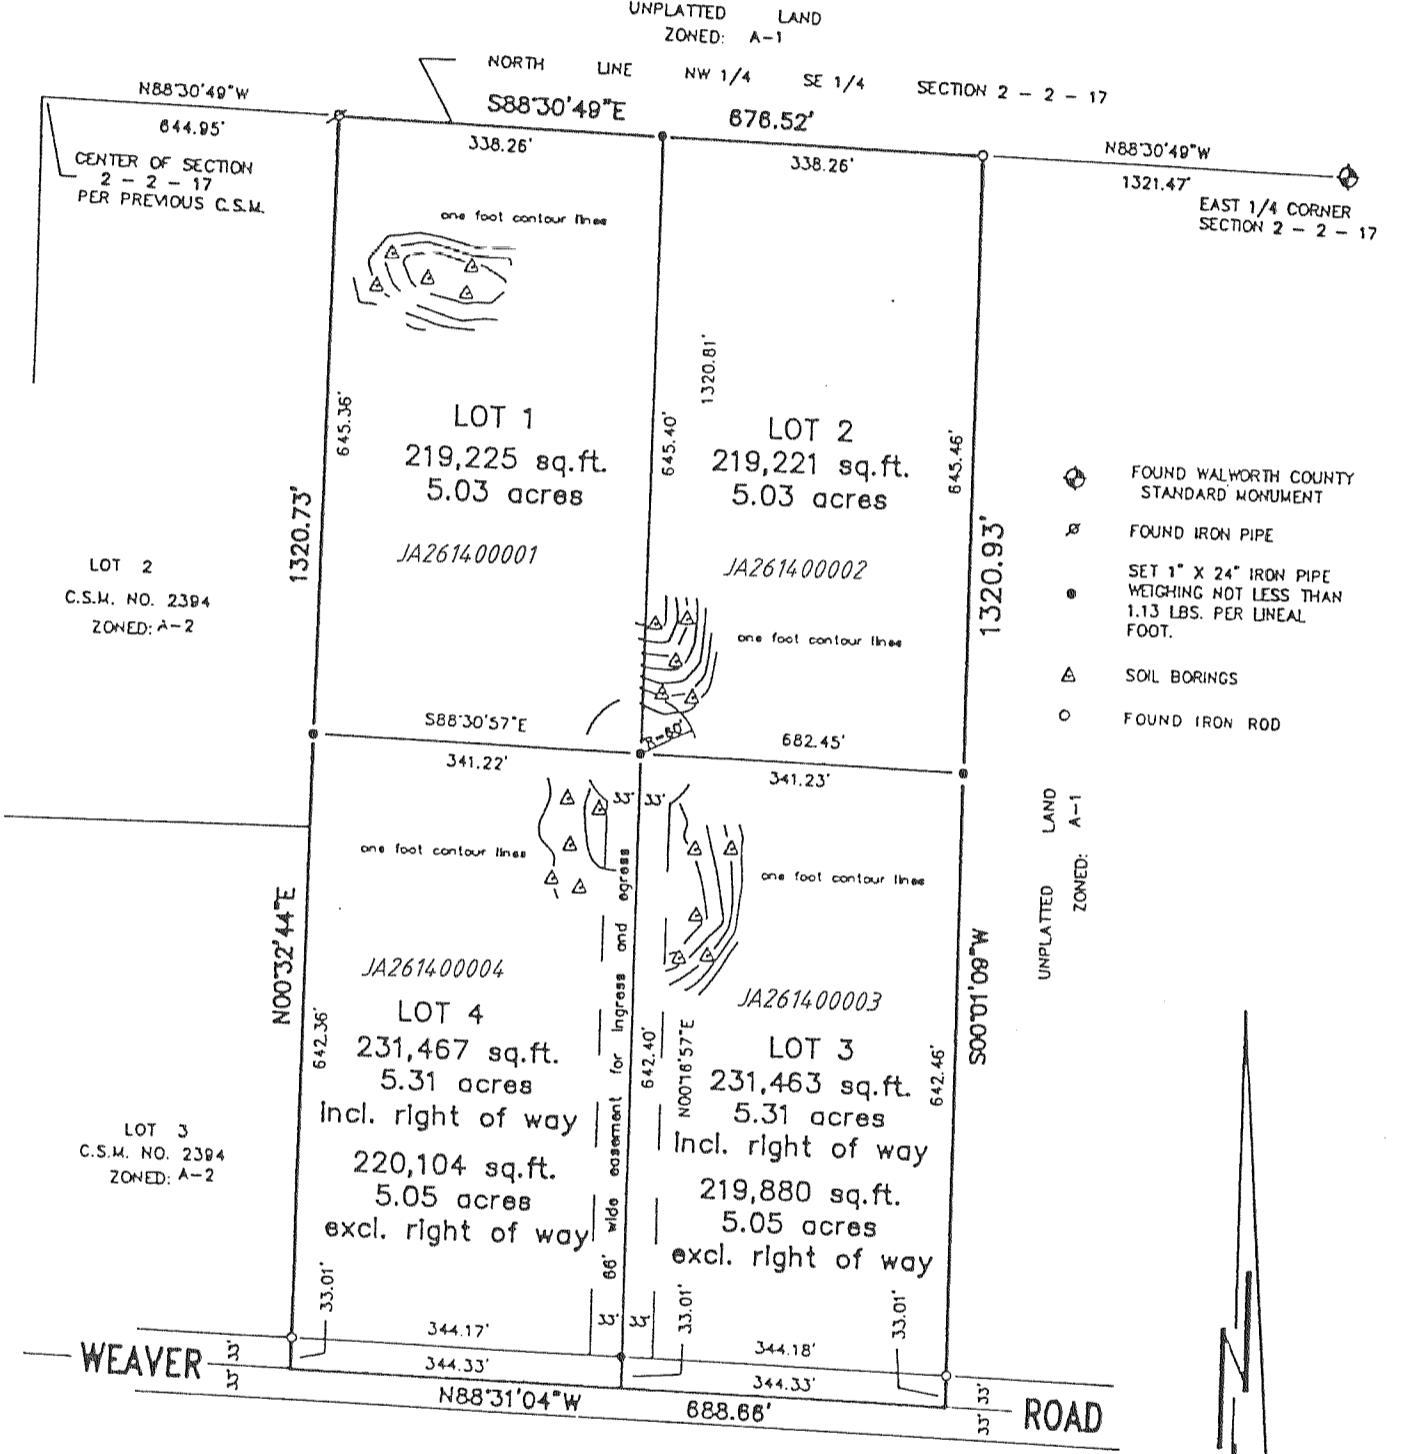 UNPLATTED LAND
ZONED: A-1
NORTH LINE NW 1/4 SE 1/4 SECTION 2 - 2 - 17
N88°30'49"W
644.95'
S88°30'49"E 676.52'
338.26'
338.26'
N88°30'49"W
1321.47'
CENTER OF SECTION
2 - 2 - 17
PER PREVIOUS C.S.M.
EAST 1/4 CORNER
SECTION 2 - 2 - 17
one foot contour lines
645.36'
1320.73'
LOT 1
219,225 sq.ft.
5.03 acres
JA261400001
1320.81'
645.40'
LOT 2
219,221 sq.ft.
5.03 acres
JA261400002
645.46'
1320.93'
one foot contour lines
FOUND WALWORTH COUNTY
STANDARD MONUMENT
FOUND IRON PIPE
SET 1" X 24" IRON PIPE
WEIGHING NOT LESS THAN
1.13 LBS. PER LINEAL
FOOT.
SOIL BORINGS
FOUND IRON ROD
LOT 2
C.S.M. NO. 2394
ZONED: A-2
S88°30'57"E
341.22'
R-60'
682.45'
341.23'
33' 33'
one foot contour lines
one foot contour lines
UNPLATTED LAND
ZONED: A-1
N00°32'44"E
642.36'
JA261400004
LOT 4
231,467 sq.ft.
5.31 acres
incl. right of way
220,104 sq.ft.
5.05 acres
excl. right of way
66' wide easement for ingress and egress
642.40'
N00°16'57"E
JA261400003
LOT 3
231,463 sq.ft.
5.31 acres
incl. right of way
219,880 sq.ft.
5.05 acres
excl. right of way
642.46'
S00°01'09"W
LOT 3
C.S.M. NO. 2394
ZONED: A-2
33.01'
33' 33'
33.01'
33.01'
344.17'
344.18'
WEAVER
33'
33'
344.33'
344.33'
N88°31'04"W 688.66'
33' 33'
ROAD
N